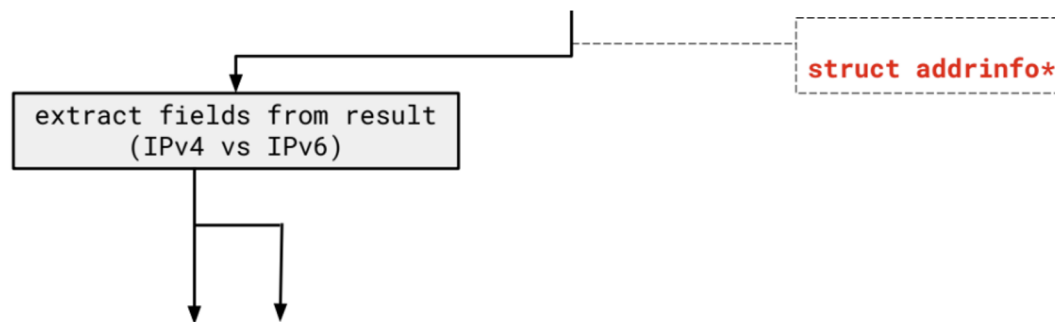 struct addrinfo*
extract fields from result
(IPv4 vs IPv6)